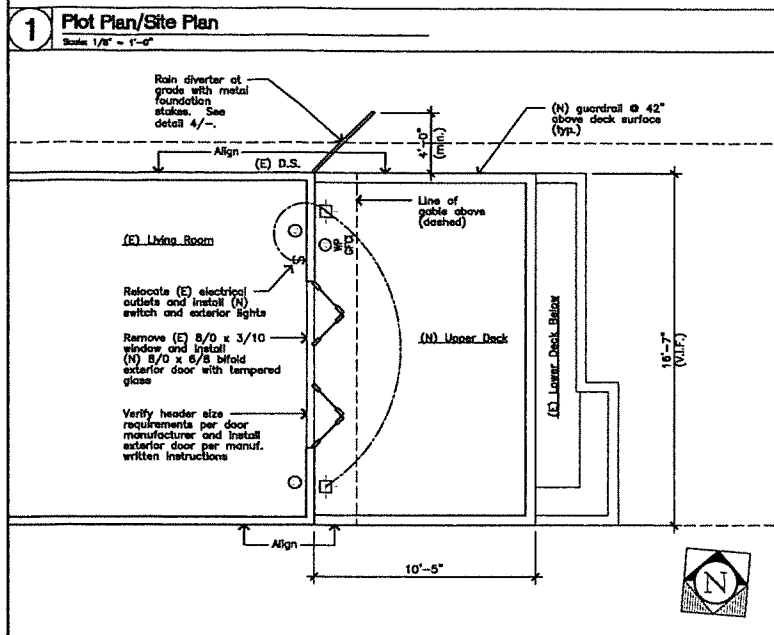 1
Plot Plan/Site Plan
Scale: 1/8" = 1'-0"
Rain diverter at
grade with metal
foundation
stakes. See
detail 4/-.
(N) guardrail @ 42"
above deck surface
(typ.)
4'-0"
(min.)
Align
(E) D.S.
Line of
gable above
(dashed)
(E) Living Room
WP
GFCI
S
Relocate (E) electrical
outlets and install (N)
switch and exterior lights
Remove (E) 8/0 x 3/10
window and install
(N) 8/0 x 6/8 bifold
exterior door with tempered
glass
(N) Upper Deck
(E) Lower Deck Below
16'-7"
(V.I.F.)
Verify header size
requirements per door
manufacturer and install
exterior door per manuf.
written instructions
Align
10'-5"
N